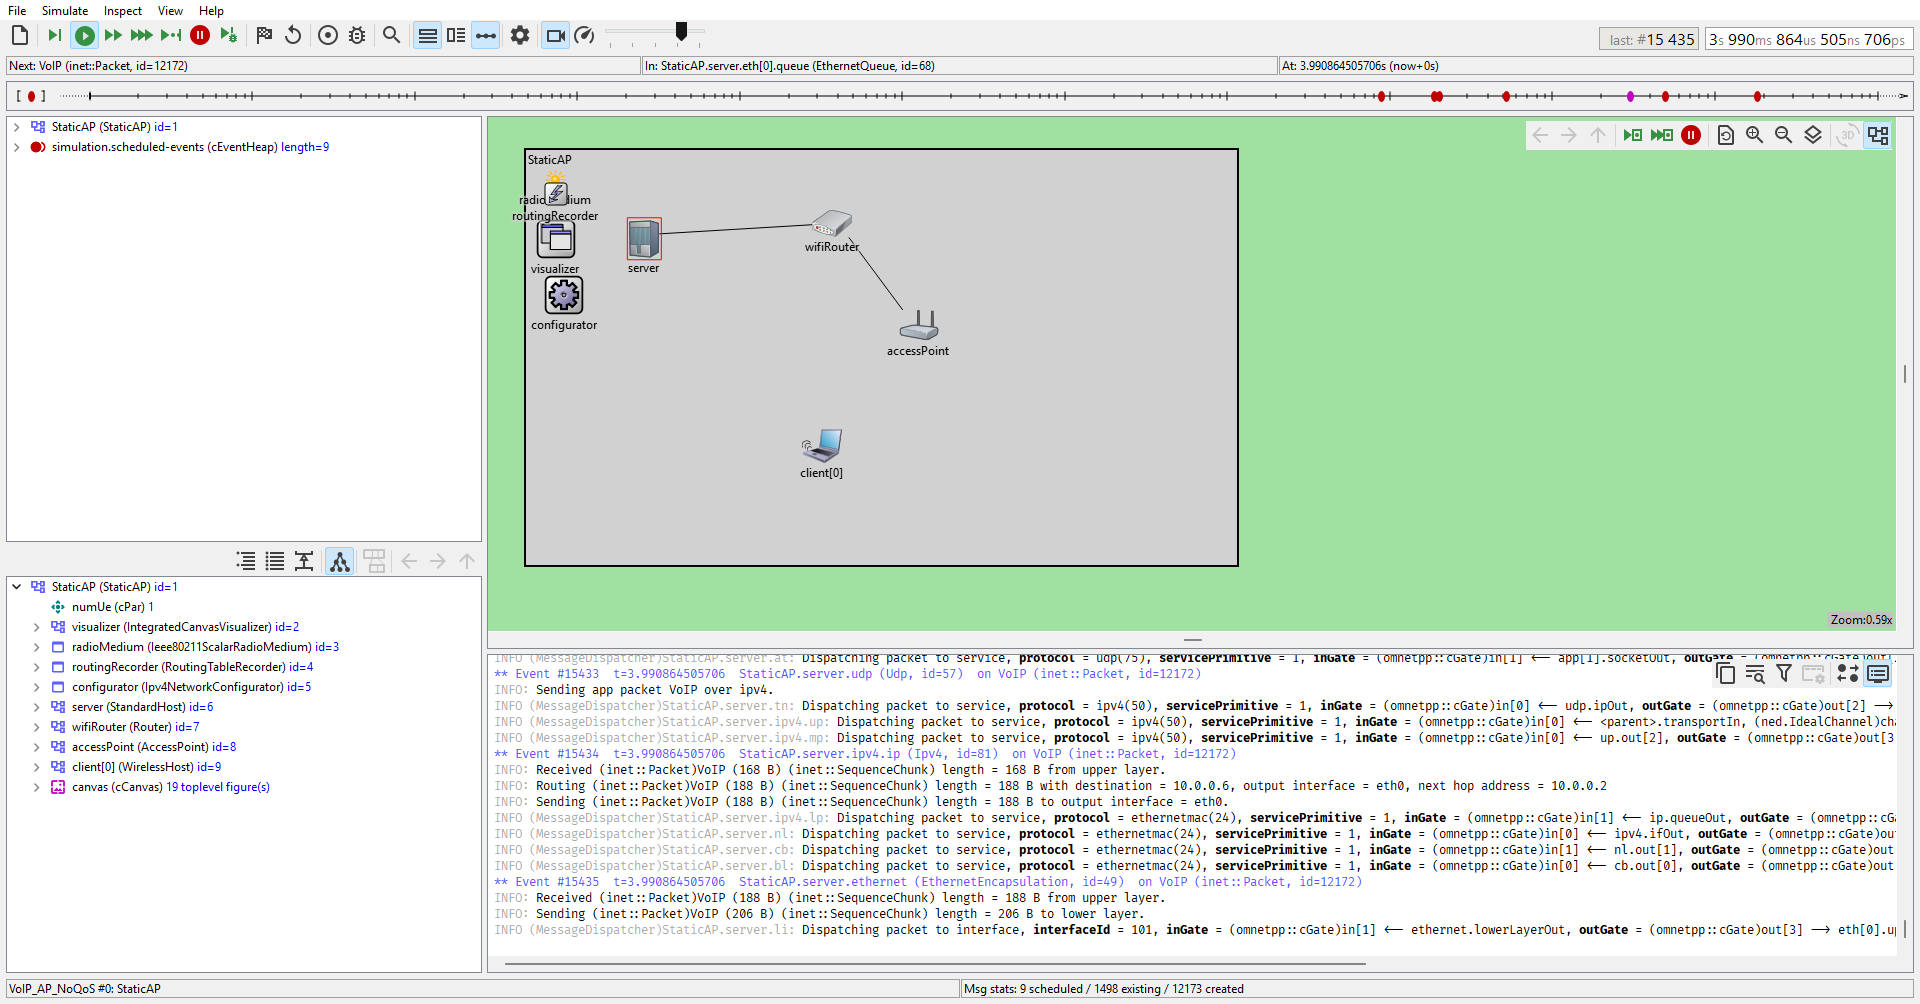 File Simulate Inspect View Help
last: #15 435 3s 990ms 864us 505ns 706ps
Next: VoIP (inet::Packet, id=12172) In: StaticAP.server.eth[0].queue (EthernetQueue, id=68) At: 3.990864505706s (now+0s)
StaticAP (StaticAP) id=1
simulation.scheduled-events (cEventHeap) length=9
3D
StaticAP
routingRecorder
visualizer
configurator
server
wifiRouter
accessPoint
client[0]
Zoom:0.59x
StaticAP (StaticAP) id=1
numUe (cPar) 1
visualizer (IntegratedCanvasVisualizer) id=2
radioMedium (Ieee80211ScalarRadioMedium) id=3
routingRecorder (RoutingTableRecorder) id=4
configurator (Ipv4NetworkConfigurator) id=5
server (StandardHost) id=6
wifiRouter (Router) id=7
accessPoint (AccessPoint) id=8
client[0] (WirelessHost) id=9
canvas (cCanvas) 19 toplevel figure(s)
INFO (MessageDispatcher)StaticAP.server.at: Dispatching packet to service, protocol = udp(75), servicePrimitive = 1, inGate = (omnetpp::cGate)in[1] <-- app[1].socketOut, outGate = (omnetpp::cGate)out
** Event #15433 t=3.990864505706 StaticAP.server.udp (Udp, id=57) on VoIP (inet::Packet, id=12172)
INFO: Sending app packet VoIP over ipv4.
INFO (MessageDispatcher)StaticAP.server.tn: Dispatching packet to service, protocol = ipv4(50), servicePrimitive = 1, inGate = (omnetpp::cGate)in[0] <-- udp.ipOut, outGate = (omnetpp::cGate)out[2] -->
INFO (MessageDispatcher)StaticAP.server.ipv4.up: Dispatching packet to service, protocol = ipv4(50), servicePrimitive = 1, inGate = (omnetpp::cGate)in[0] <-- <parent>.transportIn, (ned.IdealChannel)cha
INFO (MessageDispatcher)StaticAP.server.ipv4.mp: Dispatching packet to service, protocol = ipv4(50), servicePrimitive = 1, inGate = (omnetpp::cGate)in[0] <-- up.out[2], outGate = (omnetpp::cGate)out[3
** Event #15434 t=3.990864505706 StaticAP.server.ipv4.ip (Ipv4, id=81) on VoIP (inet::Packet, id=12172)
INFO: Received (inet::Packet)VoIP (168 B) (inet::SequenceChunk) length = 168 B from upper layer.
INFO: Routing (inet::Packet)VoIP (188 B) (inet::SequenceChunk) length = 188 B with destination = 10.0.0.6, output interface = eth0, next hop address = 10.0.0.2
INFO: Sending (inet::Packet)VoIP (188 B) (inet::SequenceChunk) length = 188 B to output interface = eth0.
INFO (MessageDispatcher)StaticAP.server.ipv4.lp: Dispatching packet to service, protocol = ethernetmac(24), servicePrimitive = 1, inGate = (omnetpp::cGate)in[1] <-- ip.queueOut, outGate = (omnetpp::cGa
INFO (MessageDispatcher)StaticAP.server.nl: Dispatching packet to service, protocol = ethernetmac(24), servicePrimitive = 1, inGate = (omnetpp::cGate)in[0] <-- ipv4.ifOut, outGate = (omnetpp::cGate)ou
INFO (MessageDispatcher)StaticAP.server.cb: Dispatching packet to service, protocol = ethernetmac(24), servicePrimitive = 1, inGate = (omnetpp::cGate)in[1] <-- nl.out[1], outGate = (omnetpp::cGate)out
INFO (MessageDispatcher)StaticAP.server.bl: Dispatching packet to service, protocol = ethernetmac(24), servicePrimitive = 1, inGate = (omnetpp::cGate)in[0] <-- cb.out[0], outGate = (omnetpp::cGate)out
** Event #15435 t=3.990864505706 StaticAP.server.ethernet (EthernetEncapsulation, id=49) on VoIP (inet::Packet, id=12172)
INFO: Received (inet::Packet)VoIP (188 B) (inet::SequenceChunk) length = 188 B from upper layer.
INFO: Sending (inet::Packet)VoIP (206 B) (inet::SequenceChunk) length = 206 B to lower layer.
INFO (MessageDispatcher)StaticAP.server.li: Dispatching packet to interface, interfaceId = 101, inGate = (omnetpp::cGate)in[1] <-- ethernet.lowerLayerOut, outGate = (omnetpp::cGate)out[3] --> eth[0].up
VoIP_AP_NoQoS #0: StaticAP Msg stats: 9 scheduled / 1498 existing / 12173 created